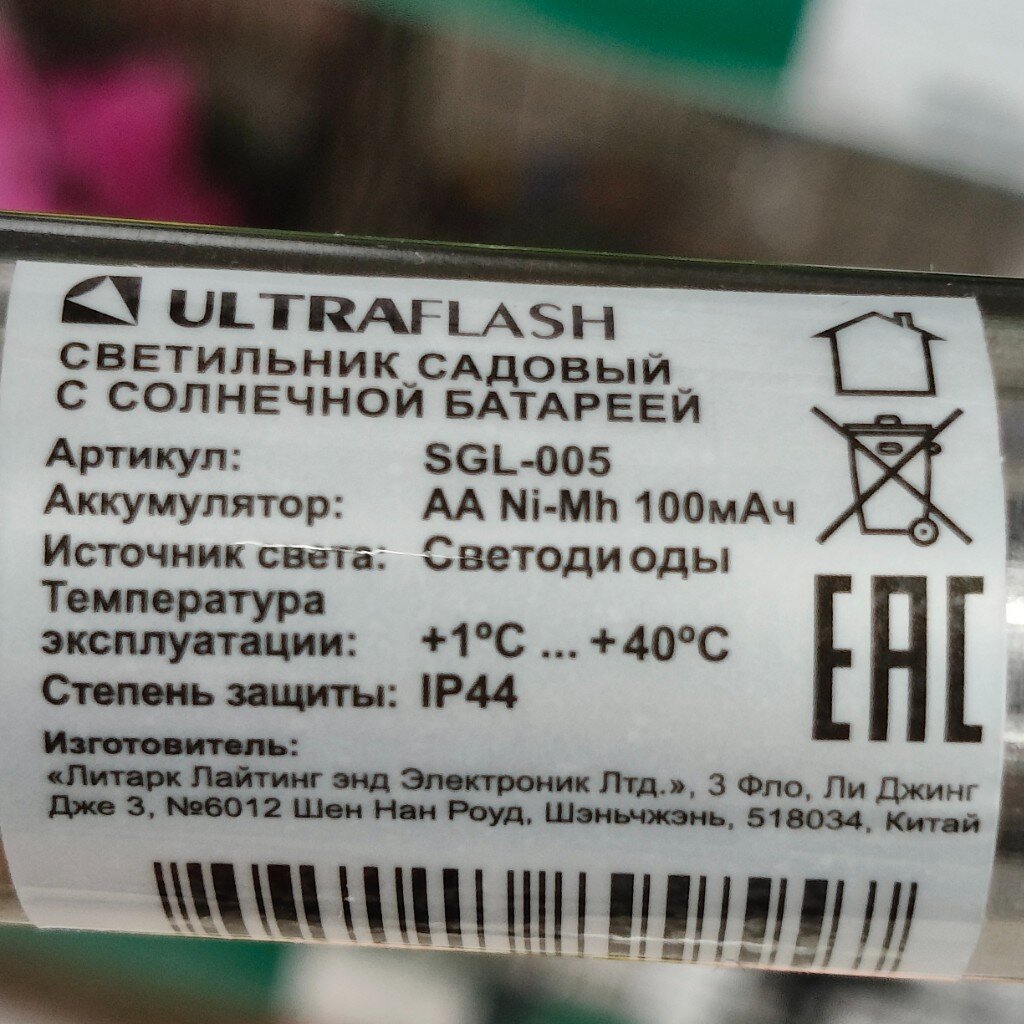 ULTRAFLASH
СВЕТИЛЬНИК САДОВЫЙ
С СОЛНЕЧНОЙ БАТАРЕЕЙ
Артикул: SGL-005
Аккумулятор: AA Ni-Mh 100мАч
Источник света: Светодиоды
Температура
эксплуатации: +1ºC ... +40ºC
Степень защиты: IP44
EAC
Изготовитель:
«Литарк Лайтинг энд Электроник Лтд.», 3 Фло, Ли Джинг
Дже 3, №6012 Шен Нан Роуд, Шэньчжэнь, 518034, Китай